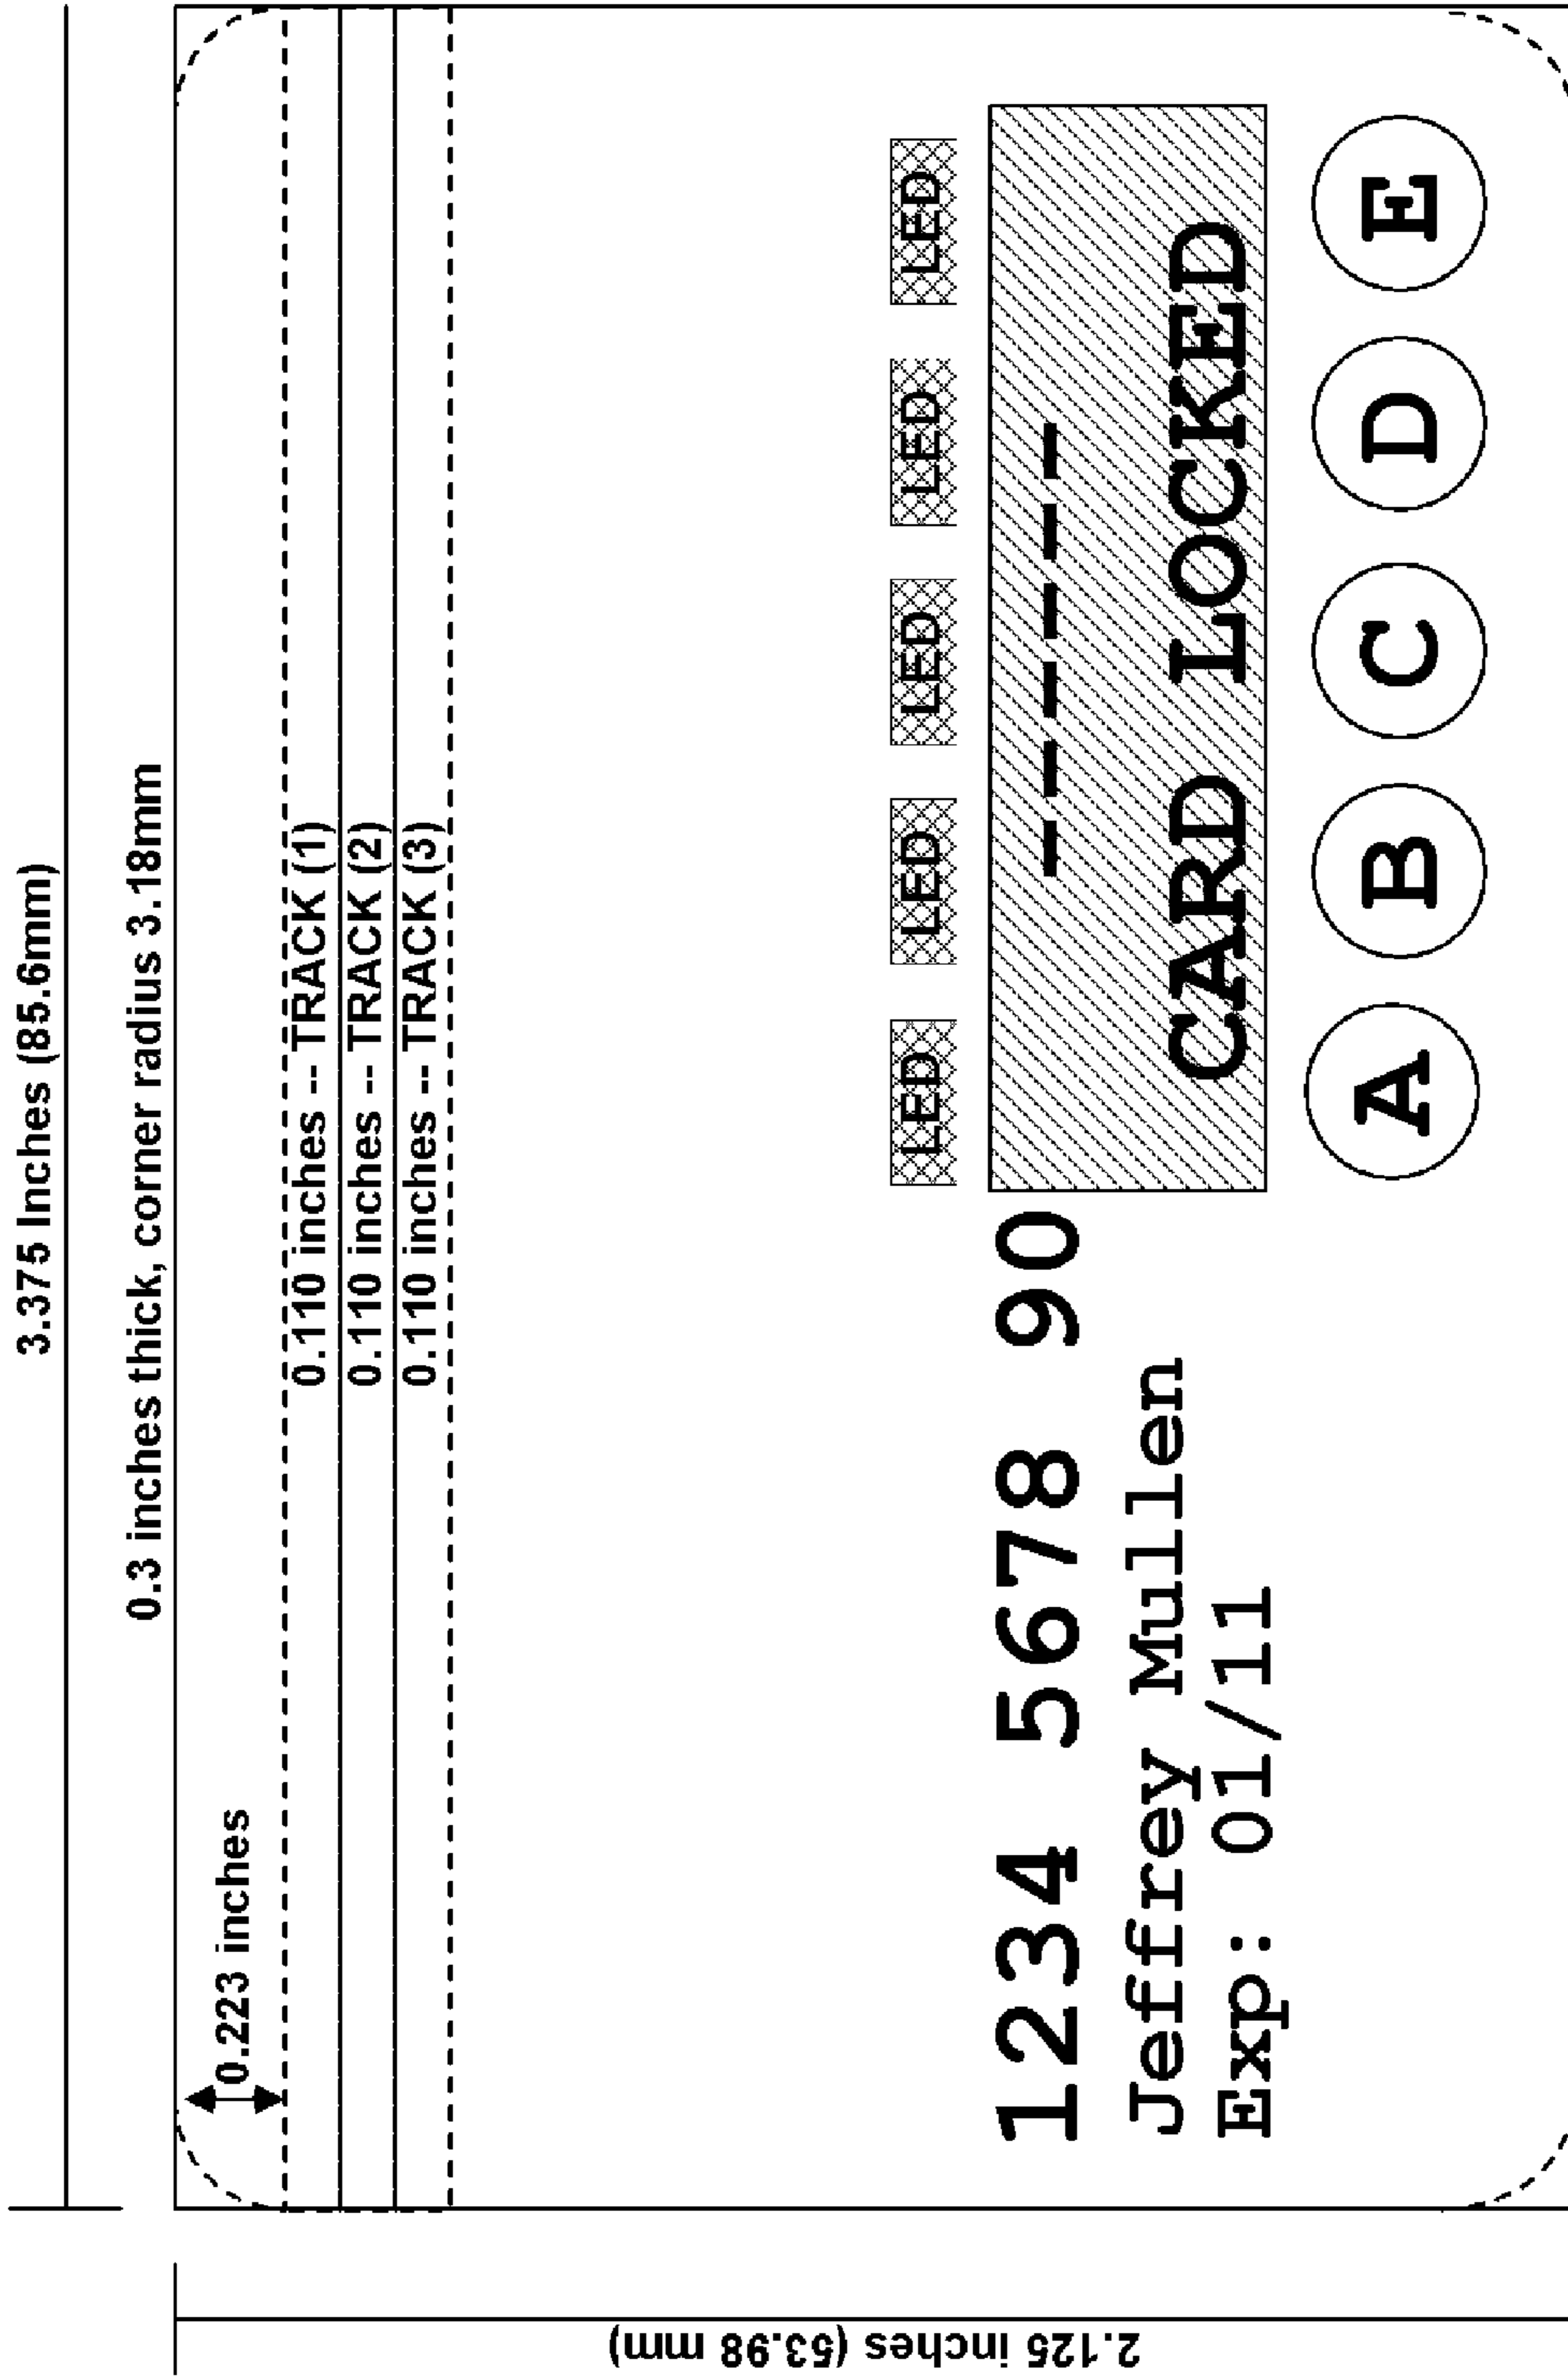 3.375 Inches (85.6mm)
0.3 inches thick, corner radius 3.18mm
0.223 inches
0.110 inches -- TRACK (1)
0.110 inches -- TRACK (2)
0.110 inches -- TRACK (3)
LED LED LED LED LED
1234 5678 90 ------
Jeffrey Mullen
CARD LOCKED
Exp: 01/11
A B C D E
2.125 inches (53.98 mm)